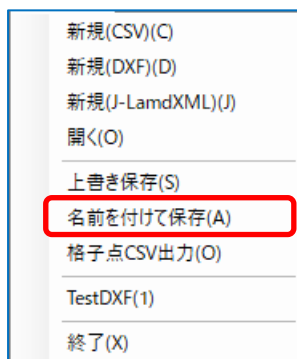 新規(CSV)(C)
新規(DXF)(D)
新規(J-LamdXML)(J)
開く(O)
上書き保存(S)
名前を付けて保存(A)
格子点CSV出力(O)
TestDXF(1)
終了(X)